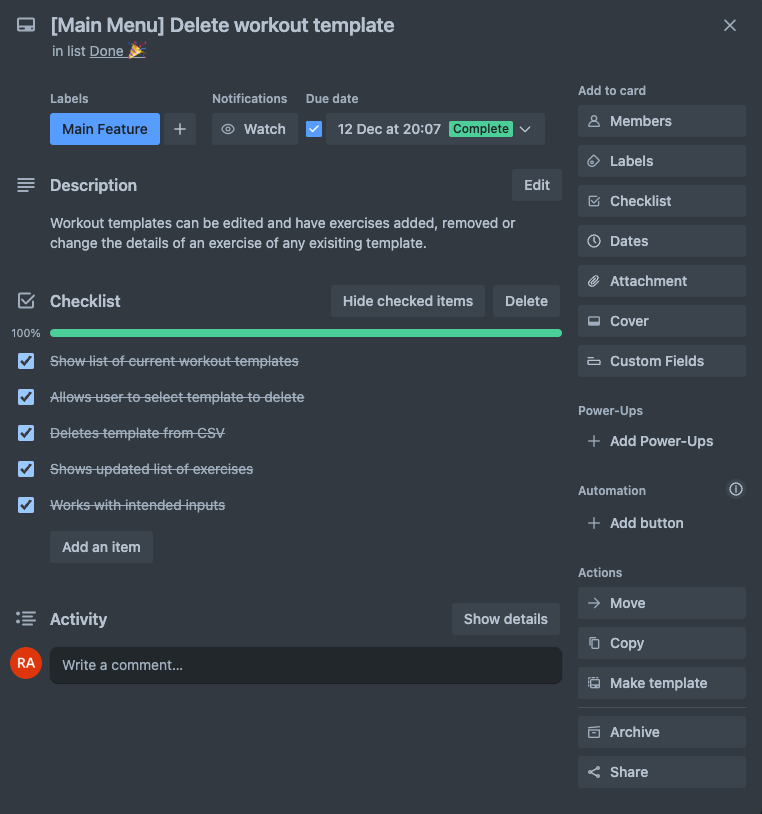 [Main Menu] Delete workout template
in list Done 🎉
Labels
Main Feature
Notifications
Watch
Due date
12 Dec at 20:07 Complete
Description
Edit
Workout templates can be edited and have exercises added, removed or
change the details of an exercise of any exisiting template.
Checklist
Hide checked items
Delete
100%
Show list of current workout templates
Allows user to select template to delete
Deletes template from CSV
Shows updated list of exercises
Works with intended inputs
Add an item
Activity
Show details
RA
Write a comment...
Add to card
Members
Labels
Checklist
Dates
Attachment
Cover
Custom Fields
Power-Ups
Add Power-Ups
Automation
Add button
Actions
Move
Copy
Make template
Archive
Share